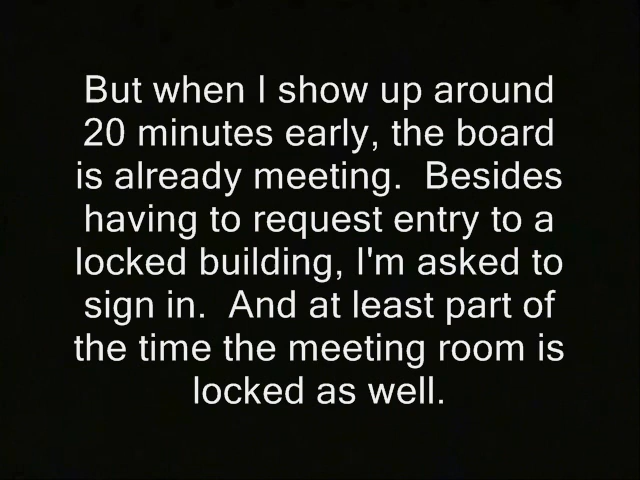 But when I show up around
20 minutes early, the board
is already meeting.  Besides
having to request entry to a
locked building, I'm asked to
sign in.  And at least part of
the time the meeting room is
locked as well.